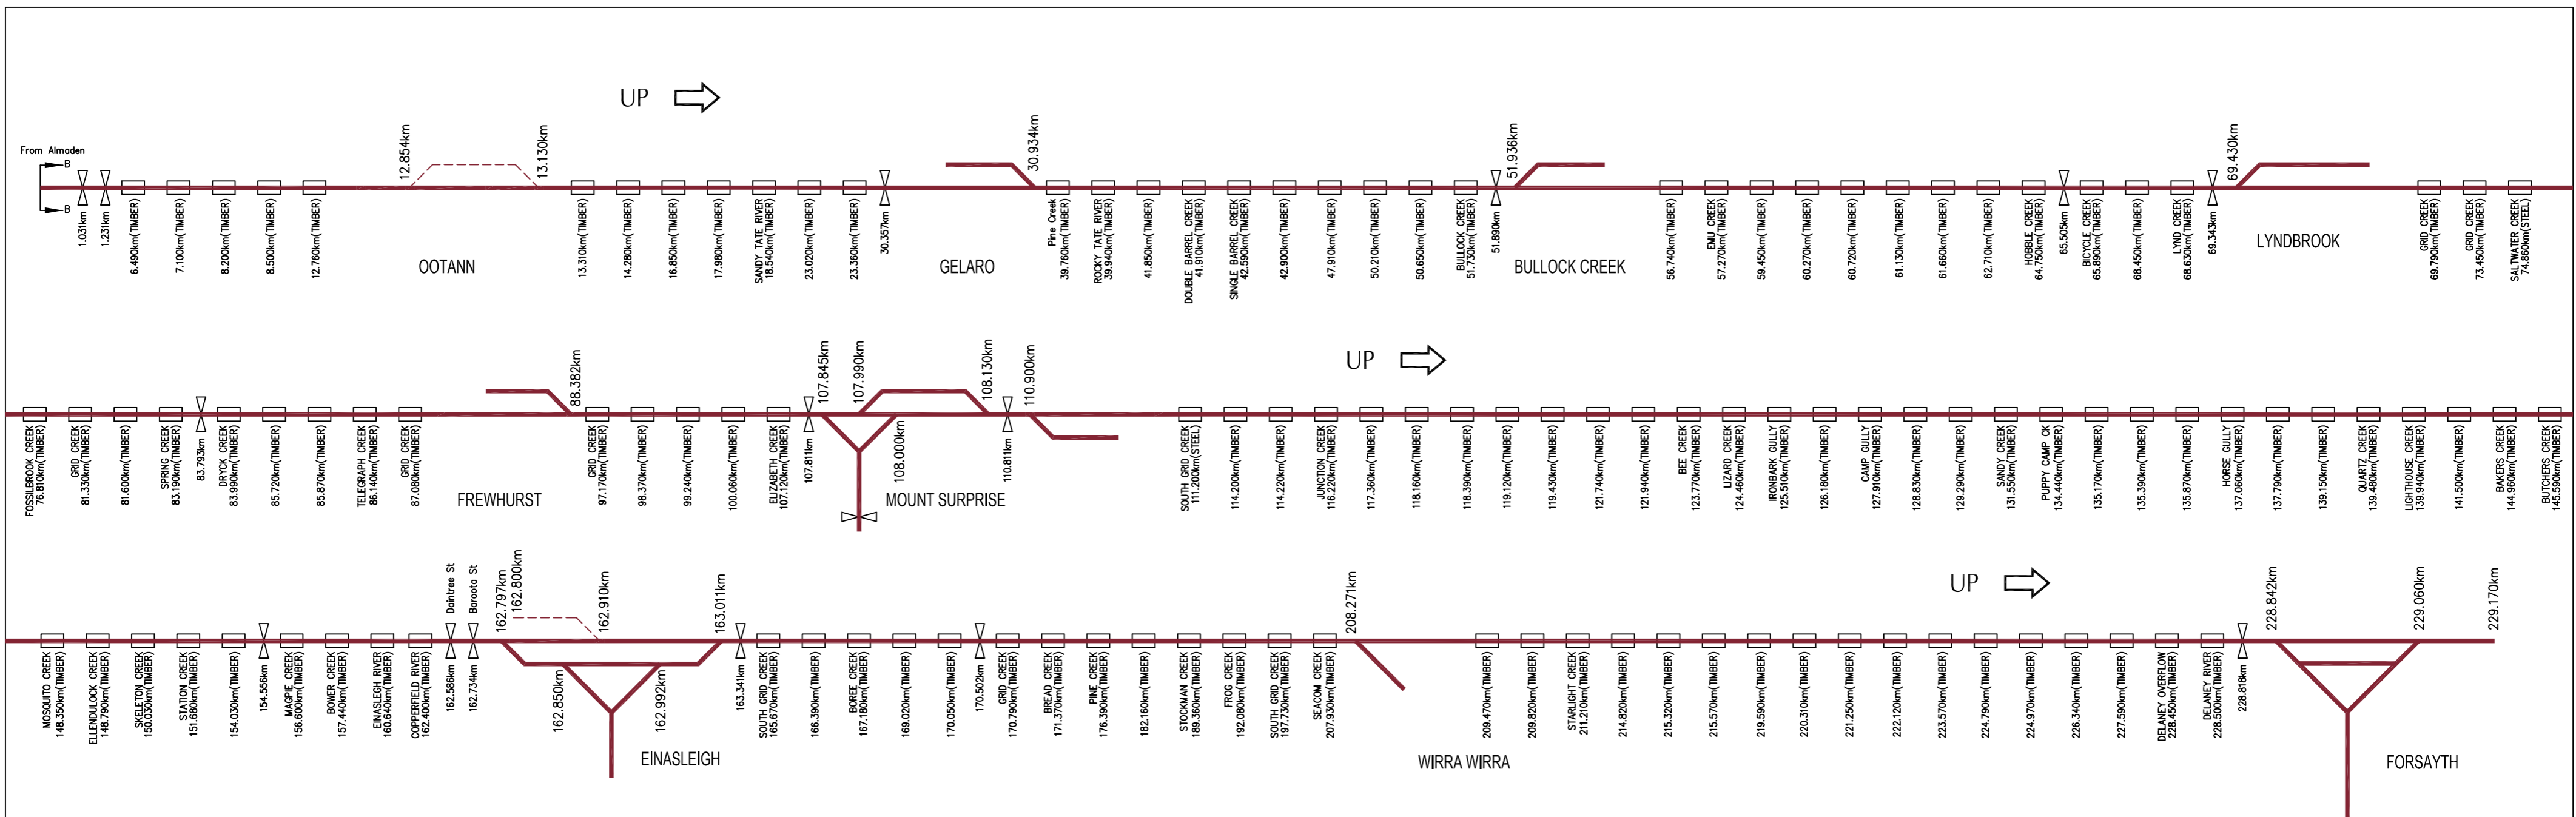 UP
From Almaden
B
B
1.031km
1.231km
6.490km(TIMBER)
7.100km(TIMBER)
8.200km(TIMBER)
8.500km(TIMBER)
12.760km(TIMBER)
12.854km
13.130km
OOTANN
13.310km(TIMBER)
14.280km(TIMBER)
16.850km(TIMBER)
17.980km(TIMBER)
SANDY TATE RIVER
18.540km(TIMBER)
23.020km(TIMBER)
23.360km(TIMBER)
30.357km
GELARO
30.934km
Pine Creek
39.760km(TIMBER)
ROCKY TATE RIVER
39.940km(TIMBER)
41.850km(TIMBER)
DOUBLE BARREL CREEK
41.910km(TIMBER)
SINGLE BARREL CREEK
42.590km(TIMBER)
42.900km(TIMBER)
47.910km(TIMBER)
50.210km(TIMBER)
50.650km(TIMBER)
BULLOCK CREEK
51.730km(TIMBER)
51.890km
51.936km
BULLOCK CREEK
56.740km(TIMBER)
EMU CREEK
57.270km(TIMBER)
59.450km(TIMBER)
60.270km(TIMBER)
60.720km(TIMBER)
61.130km(TIMBER)
61.660km(TIMBER)
62.710km(TIMBER)
HOBBLE CREEK
64.750km(TIMBER)
65.505km
BICYCLE CREEK
65.890km(TIMBER)
68.450km(TIMBER)
LYND CREEK
68.630km(TIMBER)
69.343km
69.430km
LYNDBROOK
GRID CREEK
69.790km(TIMBER)
GRID CREEK
73.450km(TIMBER)
SALTWATER CREEK
74.860km(STEEL)
UP
FOSSILBROOK CREEK
76.810km(TIMBER)
GRID CREEK
81.330km(TIMBER)
81.600km(TIMBER)
SPRING CREEK
83.190km(TIMBER)
83.793km
DRYCK CREEK
83.990km(TIMBER)
85.720km(TIMBER)
85.870km(TIMBER)
TELEGRAPH CREEK
86.140km(TIMBER)
GRID CREEK
87.080km(TIMBER)
FREWHURST
88.382km
GRID CREEK
97.170km(TIMBER)
98.370km(TIMBER)
99.240km(TIMBER)
100.060km(TIMBER)
ELIZABETH CREEK
107.120km(TIMBER)
107.811km
107.845km
107.990km
108.000km
MOUNT SURPRISE
108.130km
110.811km
110.900km
SOUTH GRID CREEK
111.200km(STEEL)
114.200km(TIMBER)
114.220km(TIMBER)
JUNCTION CREEK
116.220km(TIMBER)
117.360km(TIMBER)
118.160km(TIMBER)
118.390km(TIMBER)
119.120km(TIMBER)
119.430km(TIMBER)
121.740km(TIMBER)
121.940km(TIMBER)
BEE CREEK
123.770km(TIMBER)
LIZARD CREEK
124.460km(TIMBER)
IRONBARK GULLY
125.510km(TIMBER)
126.180km(TIMBER)
CAMP GULLY
127.910km(TIMBER)
128.830km(TIMBER)
129.290km(TIMBER)
SANDY CREEK
131.550km(TIMBER)
PUPPY CAMP CK
134.440km(TIMBER)
135.170km(TIMBER)
135.390km(TIMBER)
135.870km(TIMBER)
HORSE GULLY
137.060km(TIMBER)
137.790km(TIMBER)
139.150km(TIMBER)
QUARTZ CREEK
139.480km(TIMBER)
LIGHTHOUSE CREEK
139.940km(TIMBER)
141.500km(TIMBER)
BAKERS CREEK
144.960km(TIMBER)
BUTCHERS CREEK
145.590km(TIMBER)
UP
MOSQUITO CREEK
148.350km(TIMBER)
ELLENDULOCK CREEK
148.790km(TIMBER)
SKELETON CREEK
150.030km(TIMBER)
STATION CREEK
151.680km(TIMBER)
154.030km(TIMBER)
154.556km
MAGPIE CREEK
156.600km(TIMBER)
BOWER CREEK
157.440km(TIMBER)
EINASLEIGH RIVER
160.640km(TIMBER)
COPPERFIELD RIVER
162.400km(TIMBER)
Daintree St
162.586km
Baroota St
162.734km
162.797km
162.800km
162.850km
162.910km
162.992km
163.011km
EINASLEIGH
163.341km
SOUTH GRID CREEK
165.670km(TIMBER)
166.390km(TIMBER)
BOREE CREEK
167.180km(TIMBER)
169.020km(TIMBER)
170.050km(TIMBER)
170.502km
GRID CREEK
170.790km(TIMBER)
BREAD CREEK
171.370km(TIMBER)
PINE CREEK
176.390km(TIMBER)
182.160km(TIMBER)
STOCKMAN CREEK
189.360km(TIMBER)
FROG CREEK
192.080km(TIMBER)
SOUTH GRID CREEK
197.730km(TIMBER)
SEACOM CREEK
207.930km(TIMBER)
208.271km
WIRRA WIRRA
209.470km(TIMBER)
209.820km(TIMBER)
STARLIGHT CREEK
211.210km(TIMBER)
214.820km(TIMBER)
215.320km(TIMBER)
215.570km(TIMBER)
219.590km(TIMBER)
220.310km(TIMBER)
221.250km(TIMBER)
222.120km(TIMBER)
223.570km(TIMBER)
224.790km(TIMBER)
224.970km(TIMBER)
226.340km(TIMBER)
227.590km(TIMBER)
DELANEY OVERFLOW
228.450km(TIMBER)
DELANEY RIVER
228.500km(TIMBER)
228.818km
228.842km
229.060km
229.170km
FORSAYTH